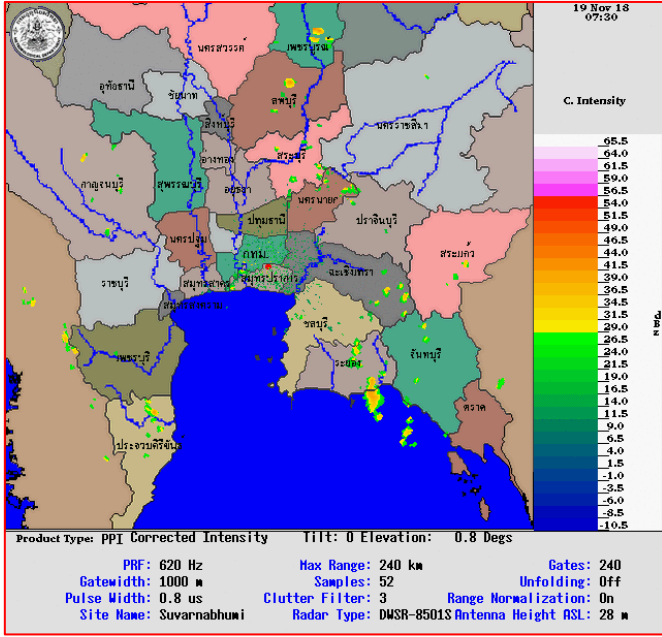 19 Nov 18
07:30
C. Intensity
นครสวรรค์
เพชรบูรณ์
อุทัยธานี
ชัยนาท
ลพบุรี
สิงหบุรี
นครราชสีมา
อ่างทอง
สระบุรี
กาญจนบุรี
สุพรรณบุรี
อยุธยา
นครนายก
ปทุมธานี
ปราจีนบุรี
นครปฐม
กทม.
สระแก้ว
ฉะเชิงเทรา
ราชบุรี
สมุทรสาคร
สมุทรปราการ
สมุทรสงคราม
ชลบุรี
เพชรบุรี
ระยอง
จันทบุรี
ตราด
ประจวบคีรีขันธ์
65.5
64.0
61.5
59.0
56.5
54.0
51.5
49.0
46.5
44.0
41.5
39.0
36.5
34.5
31.5
29.0
26.5
24.0
21.5
19.0
16.5
14.0
11.5
9.0
6.5
4.0
1.5
-1.0
-3.5
-6.0
-8.5
-10.5
dBZ
Product Type: PPI Corrected Intensity Tilt: 0 Elevation: 0.8 Degs
PRF: 620 Hz Max Range: 240 km Gates: 240
Gatewidth: 1000 m Samples: 52 Unfolding: Off
Pulse Width: 0.8 us Clutter Filter: 3 Range Normalization: On
Site Name: Suvarnabhumi Radar Type: DWSR-8501S Antenna Height ASL: 28 m